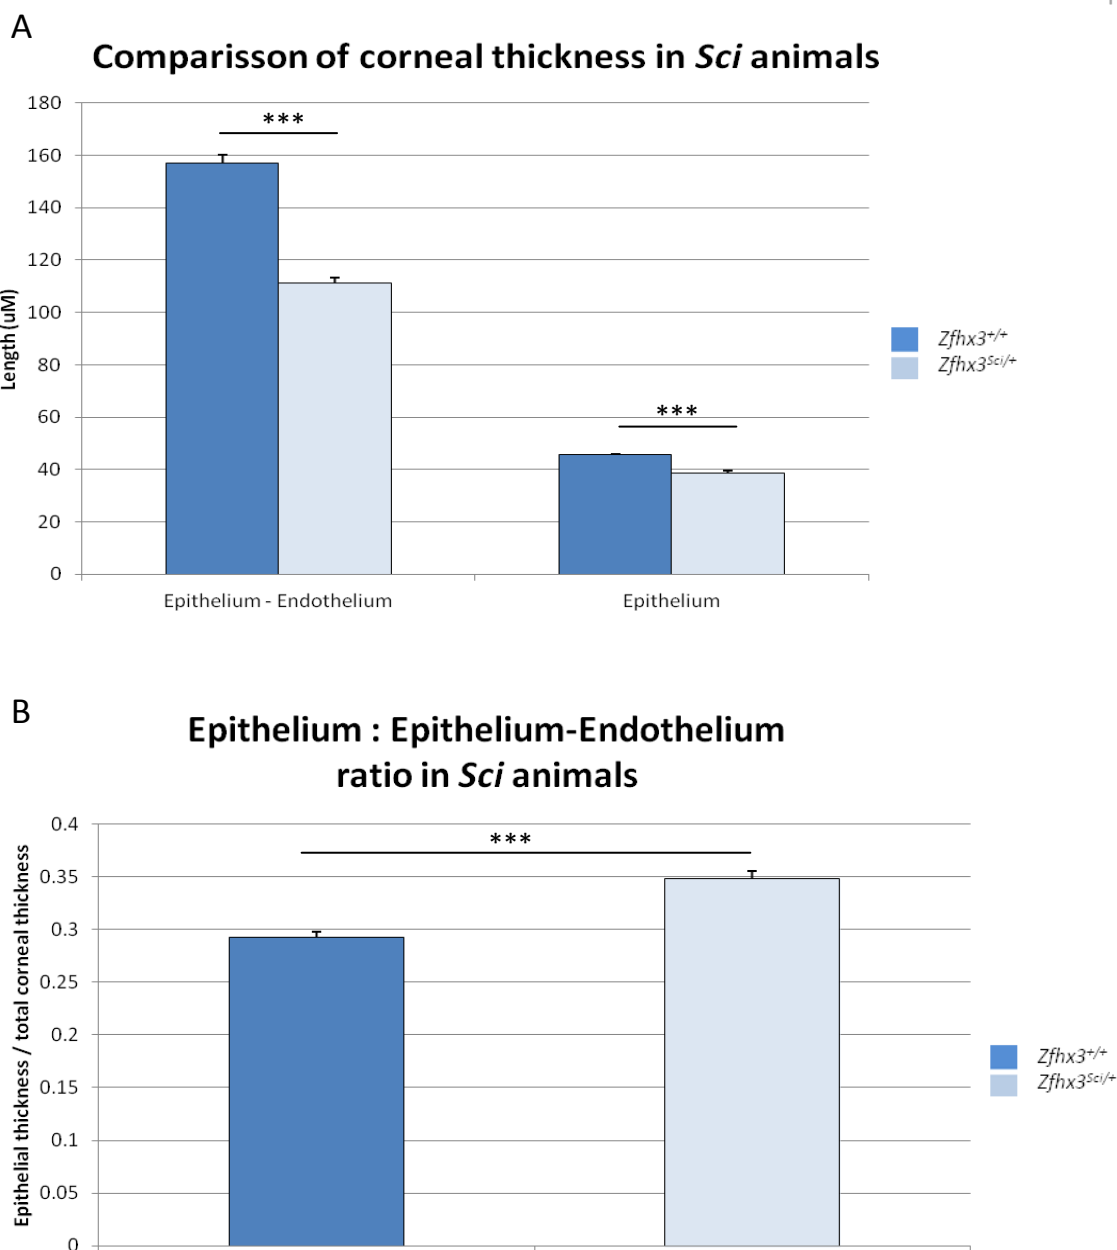 A
Comparisson of corneal thickness in Sci animals
180
160
140
120
100
80
60
40
20
0
Length (uM)
***
***
Epithelium - Endothelium
Epithelium
Zfhx3+/+
Zfhx3Sci/+
B
Epithelium : Epithelium-Endothelium
ratio in Sci animals
0.4
0.35
0.3
0.25
0.2
0.15
0.1
0.05
0
Epithelial thickness / total corneal thickness
***
Zfhx3+/+
Zfhx3Sci/+